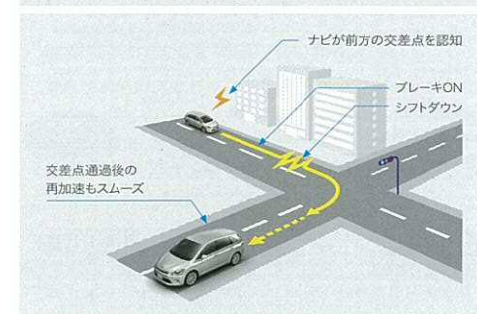 ナビが前方の交差点を認知
ブレーキON
シフトダウン
交差点通過後の
再加速もスムーズ